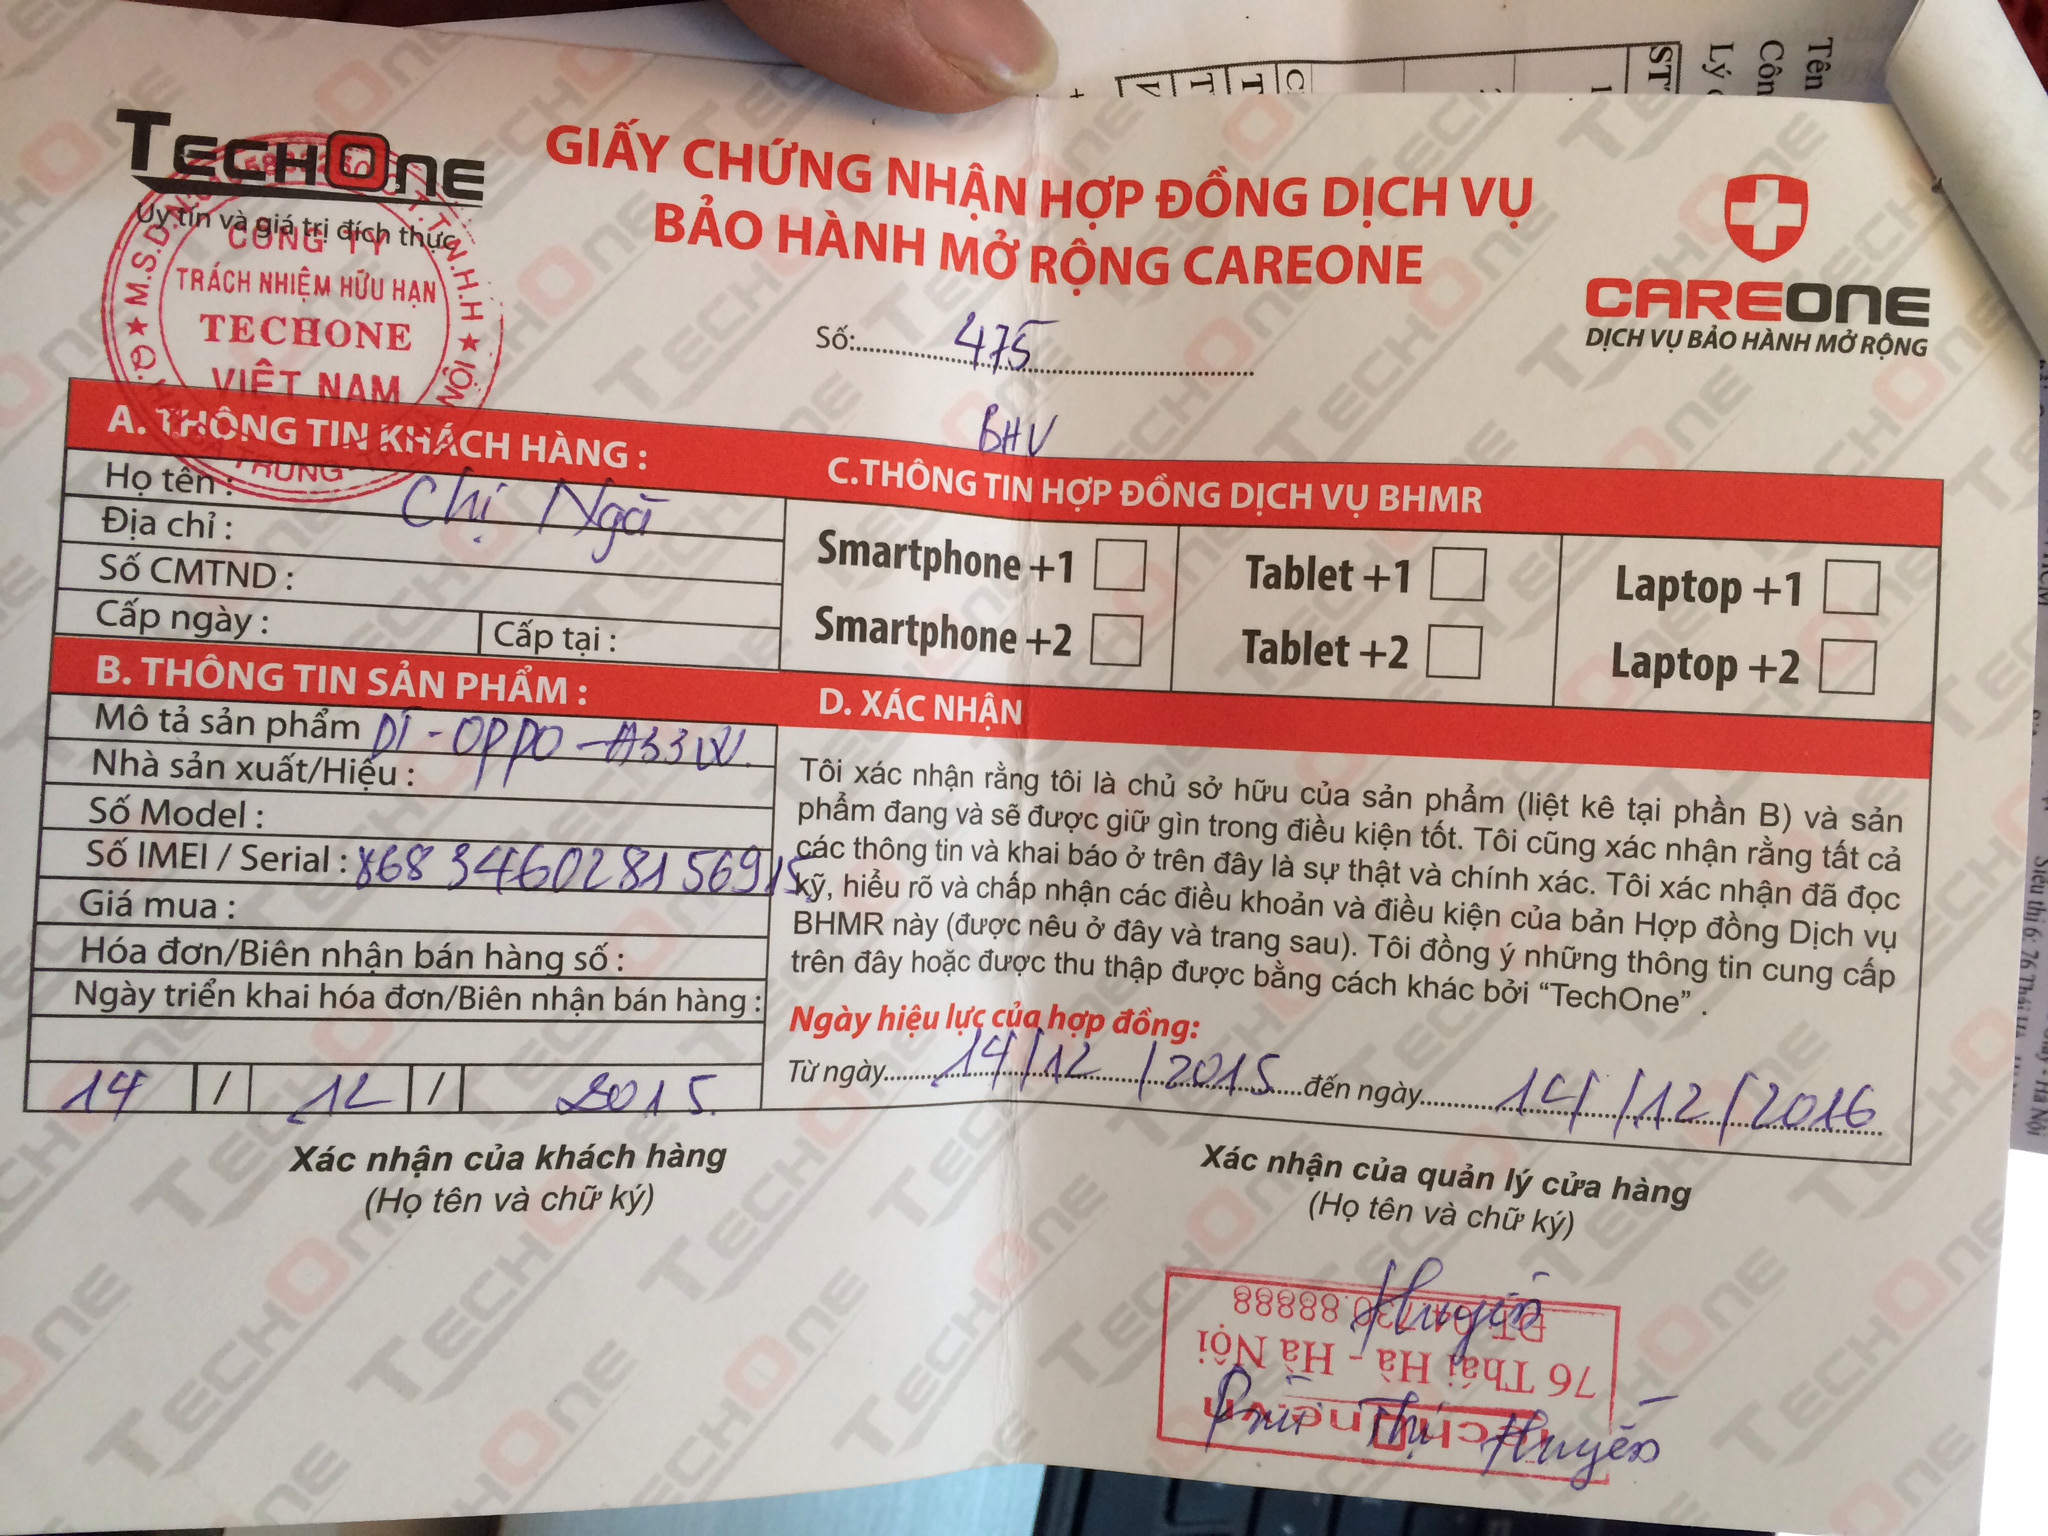 TECHONE
Uy tín và giá trị đích thực
GIẤY CHỨNG NHẬN HỢP ĐỒNG DỊCH VỤ
BẢO HÀNH MỞ RỘNG CAREONE
CAREONE
DỊCH VỤ BẢO HÀNH MỞ RỘNG
CÔNG TY
TRÁCH NHIỆM HỮU HẠN
TECHONE
VIỆT NAM
Số: 475
BHV
A. THÔNG TIN KHÁCH HÀNG :
Họ tên : Chị Ngà
Địa chỉ :
Số CMTND :
Cấp ngày : Cấp tại :
B. THÔNG TIN SẢN PHẨM :
Mô tả sản phẩm ĐT - OPPO - A33W.
Nhà sản xuất/Hiệu :
Số Model :
Số IMEI / Serial : 868346028156915
Giá mua :
Hóa đơn/Biên nhận bán hàng số :
Ngày triển khai hóa đơn/Biên nhận bán hàng :
14 / 12 / 2015.
C.THÔNG TIN HỢP ĐỒNG DỊCH VỤ BHMR
Smartphone +1 Tablet +1 Laptop +1
Smartphone +2 Tablet +2 Laptop +2
D. XÁC NHẬN
Tôi xác nhận rằng tôi là chủ sở hữu của sản phẩm (liệt kê tại phần B) và sản
phẩm đang và sẽ được giữ gìn trong điều kiện tốt. Tôi cũng xác nhận rằng tất cả
các thông tin và khai báo ở trên đây là sự thật và chính xác. Tôi xác nhận đã đọc
kỹ, hiểu rõ và chấp nhận các điều khoản và điều kiện của bản Hợp đồng Dịch vụ
BHMR này (được nêu ở đây và trang sau). Tôi đồng ý những thông tin cung cấp
trên đây hoặc được thu thập được bằng cách khác bởi “TechOne” .
Ngày hiệu lực của hợp đồng:
Từ ngày 14/12/2015 đến ngày 14/12/2016
Xác nhận của khách hàng
(Họ tên và chữ ký)
Xác nhận của quản lý cửa hàng
(Họ tên và chữ ký)
Huyền
76 Thái Hà - Hà Nội
Thị Huyền
Tên
Lý
ST